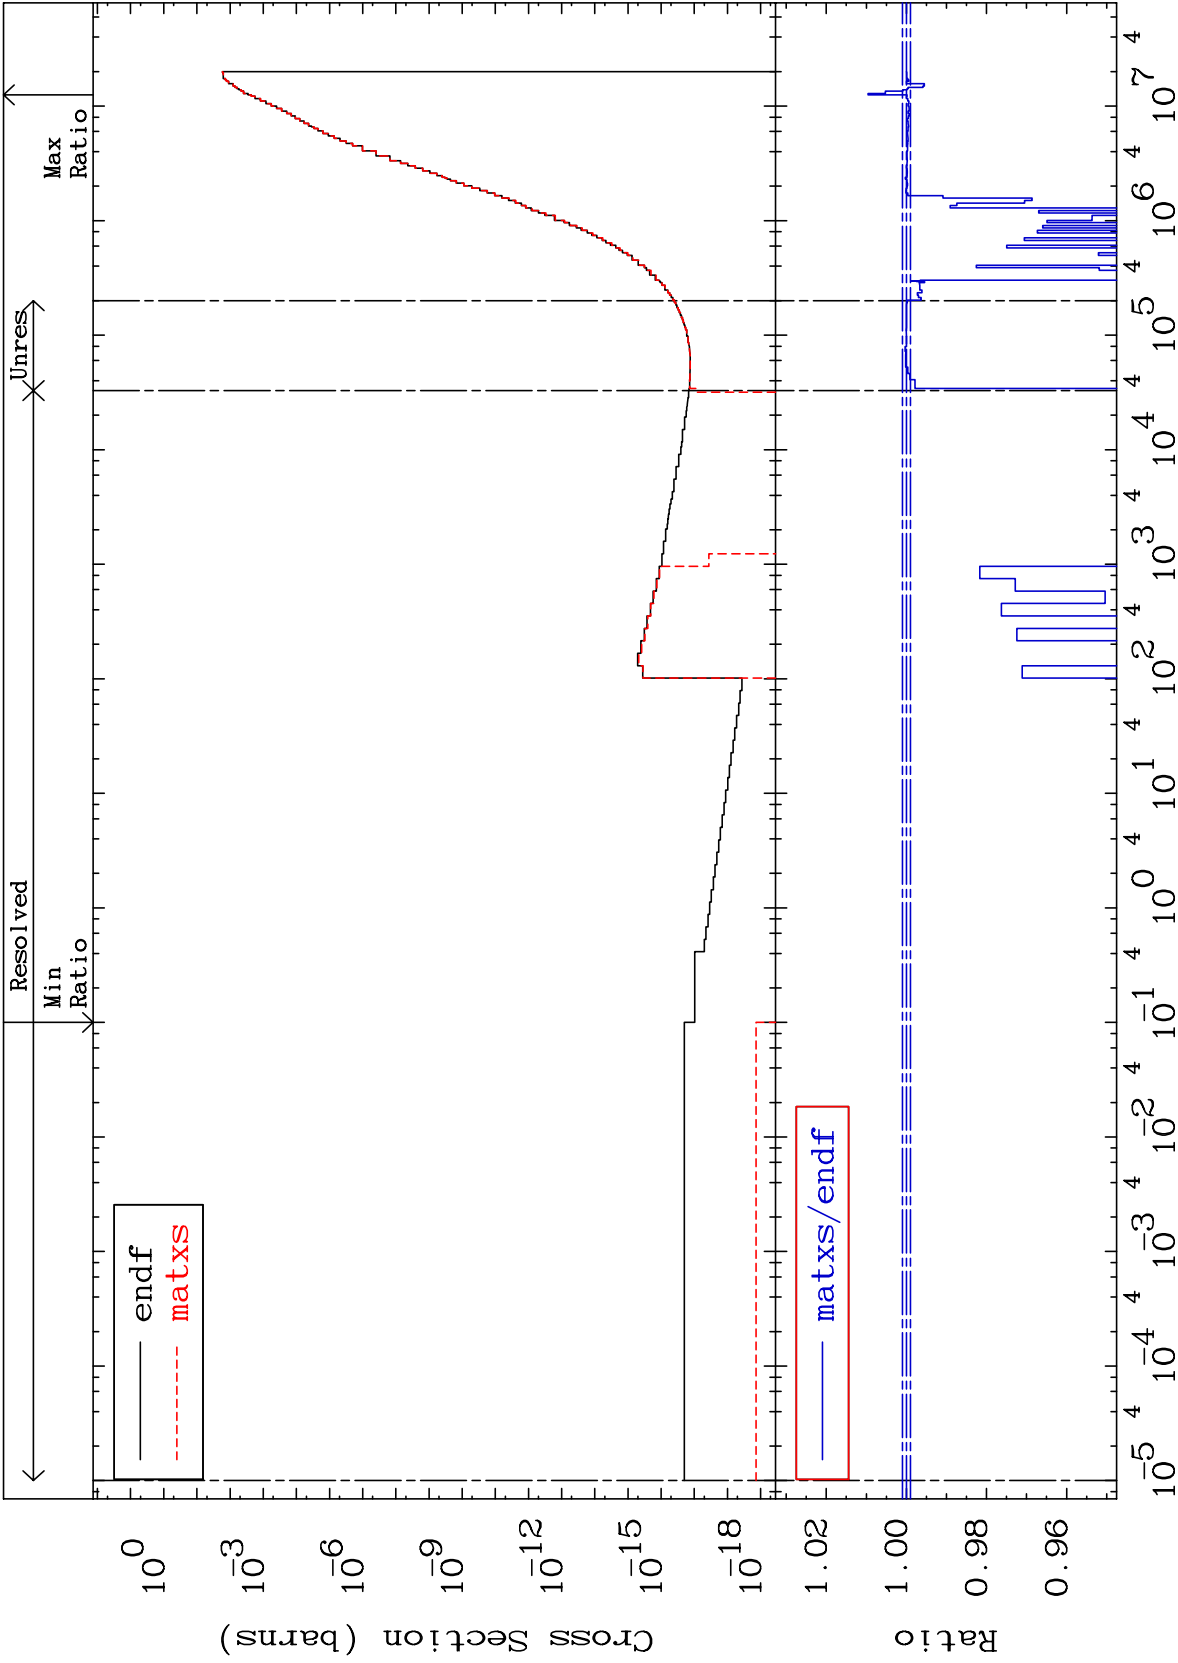 Resolved
Unres
Min
Ratio
Max
Ratio
endf
matxs
10^0
10^-3
10^-6
10^-9
10^-12
10^-15
10^-18
Cross Section (barns)
matxs/endf
1.02
1.00
0.98
0.96
Ratio
10^-5 4 10^-4 4 10^-3 4 10^-2 4 10^-1 4 10^0 4 10^1 4 10^2 4 10^3 4 10^4 4 10^5 4 10^6 4 10^7 4